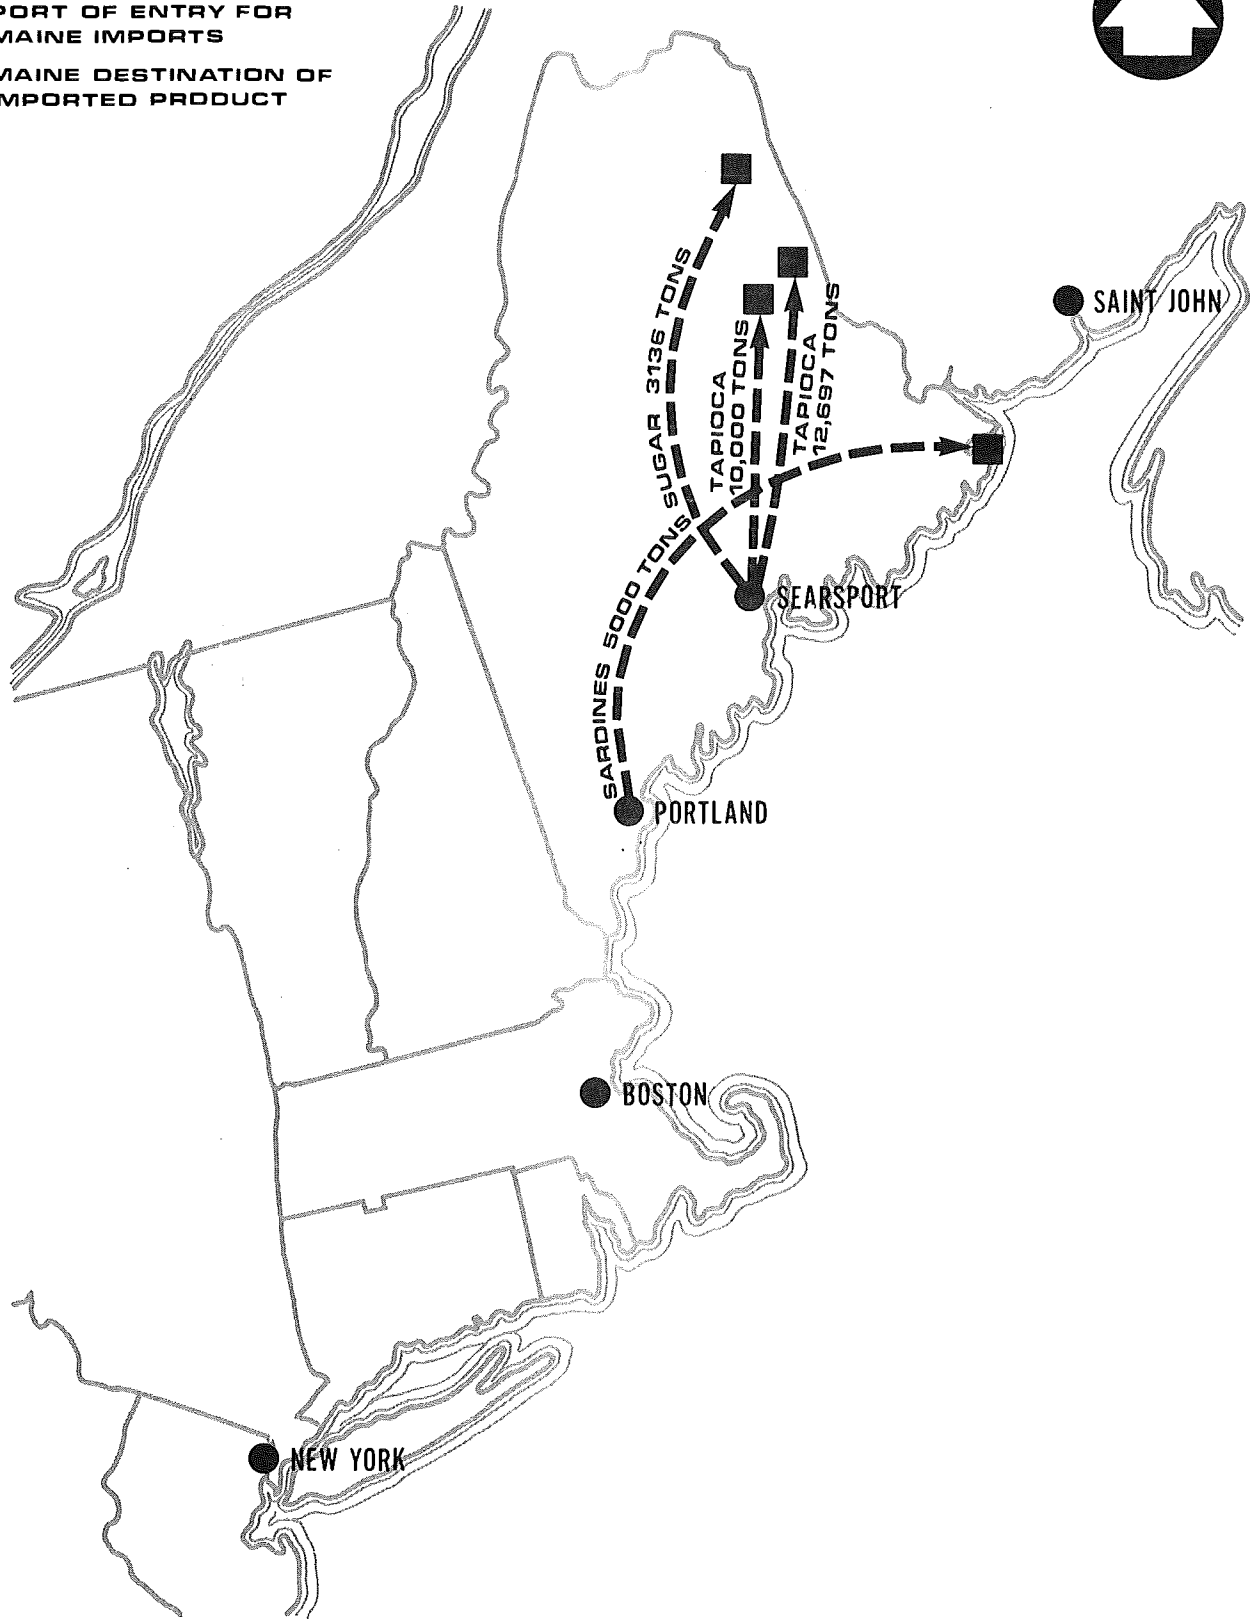 PORT OF ENTRY FOR
MAINE IMPORTS
MAINE DESTINATION OF
IMPORTED PRODUCT
SAINT JOHN
SUGAR 3136 TONS
TAPIOCA
10,000 TONS
TAPIOCA
12,697 TONS
SARDINES 5000 TONS
SEARSPORT
PORTLAND
BOSTON
NEW YORK